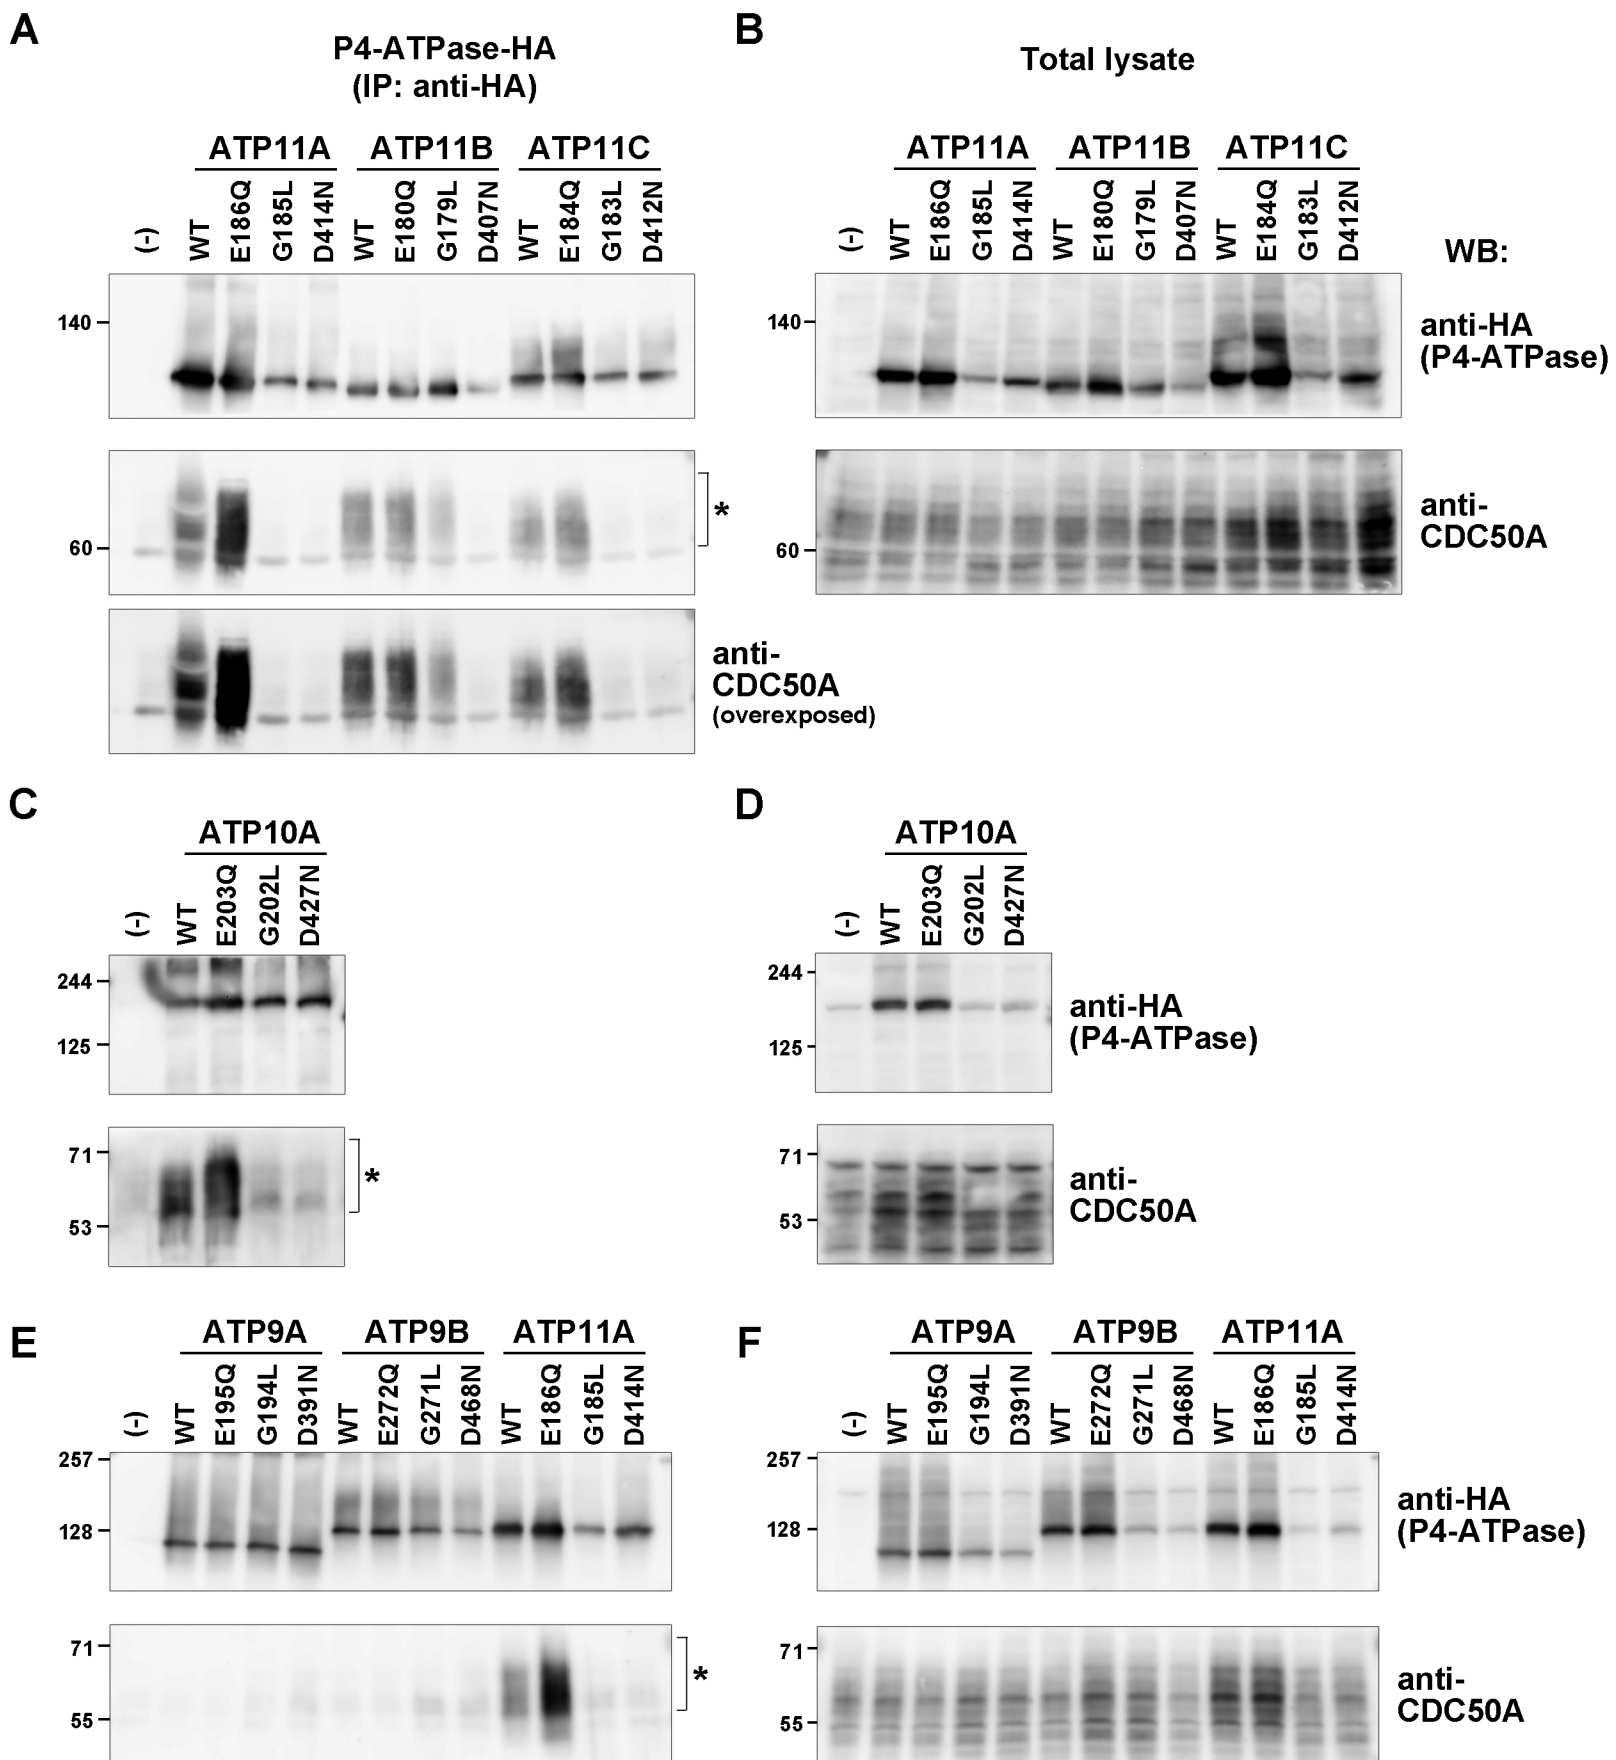 A
P4-ATPase-HA
(IP: anti-HA)
ATP11A ATP11B ATP11C
(-) WT E186Q G185L D414N WT E180Q G179L D407N WT E184Q G183L D412N
140
60
*
anti-
CDC50A
(overexposed)
B
Total lysate
ATP11A ATP11B ATP11C
(-) WT E186Q G185L D414N WT E180Q G179L D407N WT E184Q G183L D412N
WB:
140
anti-HA
(P4-ATPase)
60
anti-
CDC50A
C
ATP10A
(-) WT E203Q G202L D427N
244
125
71
53
*
D
ATP10A
(-) WT E203Q G202L D427N
244
125
anti-HA
(P4-ATPase)
71
53
anti-
CDC50A
E
ATP9A ATP9B ATP11A
(-) WT E195Q G194L D391N WT E272Q G271L D468N WT E186Q G185L D414N
257
128
71
55
*
F
ATP9A ATP9B ATP11A
(-) WT E195Q G194L D391N WT E272Q G271L D468N WT E186Q G185L D414N
257
128
anti-HA
(P4-ATPase)
71
55
anti-
CDC50A